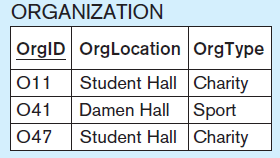 ORGANIZATION
OrgID OrgLocation OrgType
O11 Student Hall Charity
O41 Damen Hall Sport
O47 Student Hall Charity